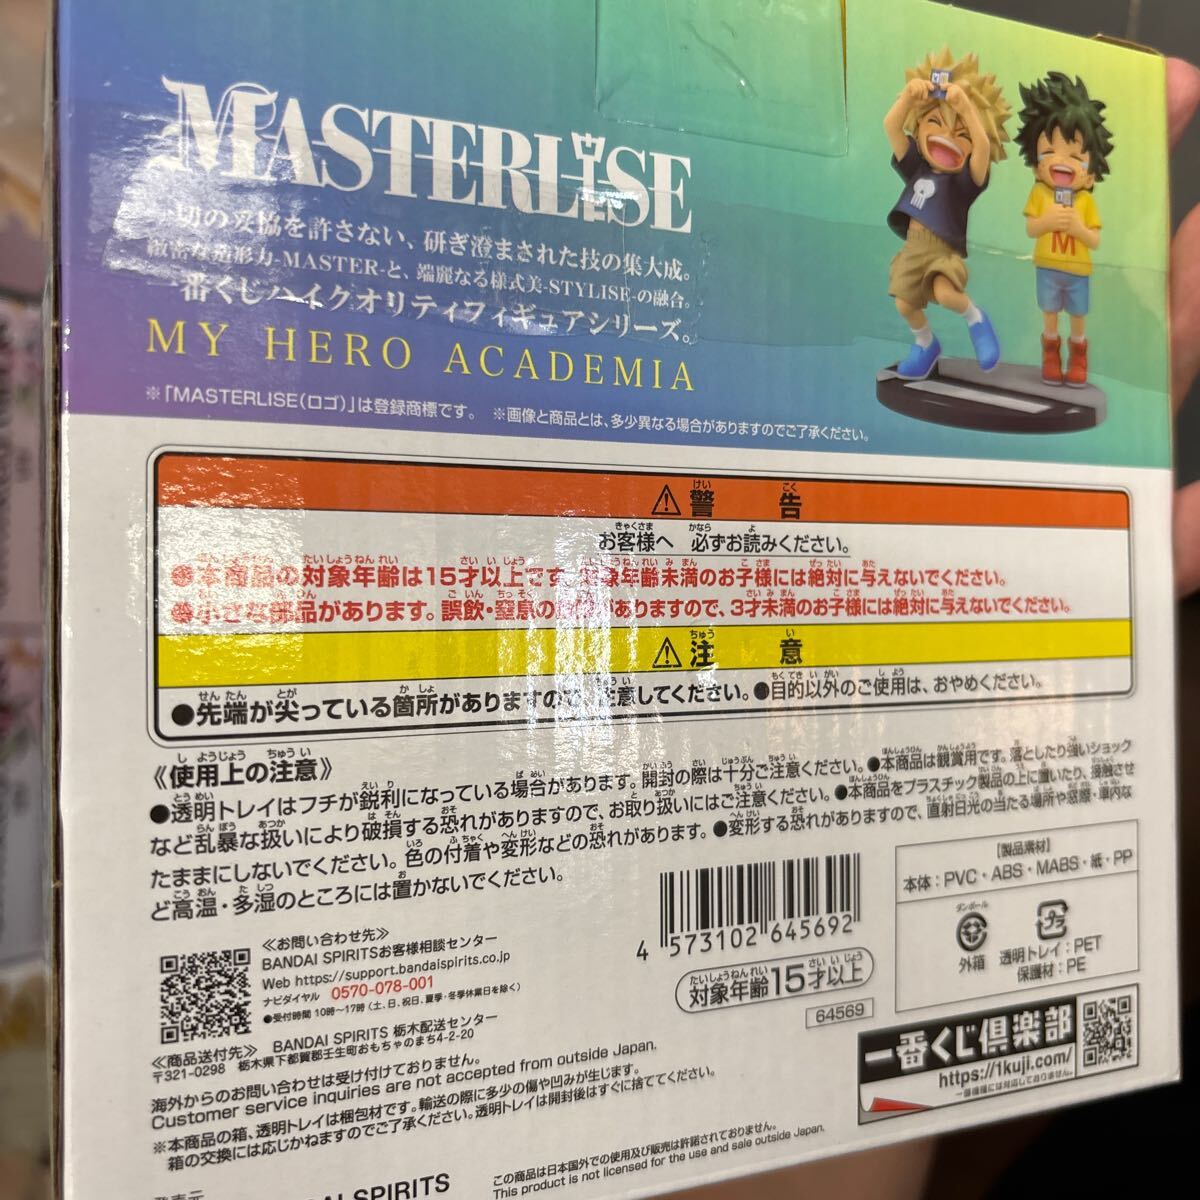 MASTERLISE
一切の妥協を許さない、研ぎ澄まされた技の集大成。
緻密な造形力-MASTER-と、端麗なる様式美-STYLISE-の融合。
一番くじハイクオリティフィギュアシリーズ。
MY HERO ACADEMIA
※「MASTERLISE(ロゴ)」は登録商標です。 ※画像と商品とは、多少異なる場合がありますのでご了承ください。
M
⚠警告
お客様へ 必ずお読みください。
●本商品の対象年齢は15才以上です。対象年齢未満のお子様には絶対に与えないでください。
●小さな部品があります。誤飲・窒息の危険がありますので、3才未満のお子様には絶対に与えないでください。
⚠注意
●先端が尖っている箇所がありますので、注意してください。●目的以外のご使用は、おやめください。
《使用上の注意》
●透明トレイはフチが鋭利になっている場合があります。開封の際は十分ご注意ください。●本商品は観賞用です。落としたり強いショック
など乱暴な扱いにより破損する恐れがありますので、お取り扱いにはご注意ください。●本商品をプラスチック製品の上に置いたり、接触させ
たままにしないでください。色の付着や変形などの恐れがあります。●変形する恐れがありますので、直射日光の当たる場所や窓際・車内な
ど高温・多湿のところには置かないでください。
≪お問い合わせ先≫
BANDAI SPIRITSお客様相談センター
Web https://support.bandaispirits.co.jp
ナビダイヤル 0570-078-001
●受付時間 10時〜17時(土、日、祝日、夏季・冬季休業日を除く)
≪商品送付先≫ BANDAI SPIRITS 栃木配送センター
〒321-0298 栃木県下都賀郡壬生町おもちゃのまち4-2-20
海外からのお問い合わせは受け付けておりません。
Customer service inquiries are not accepted from outside Japan.
※本商品の箱、透明トレイは梱包材です。輸送の際に多少の傷や凹みが生じます。
箱の交換には応じかねますのでご了承ください。透明トレイは開封後はすぐに捨ててください。
4 573102 645692
対象年齢15才以上
64569
【製品素材】
本体：PVC・ABS・MABS・紙・PP
ダンボール
外箱
透明トレイ：PET
保護材：PE
一番くじ倶楽部
https://1kuji.com/
一部機種には対応しておりません。
発売元
BANDAI SPIRITS
この商品は日本国外での使用及び販売は許諾されておりません。
This product is not licensed for the use and sale outside Japan.